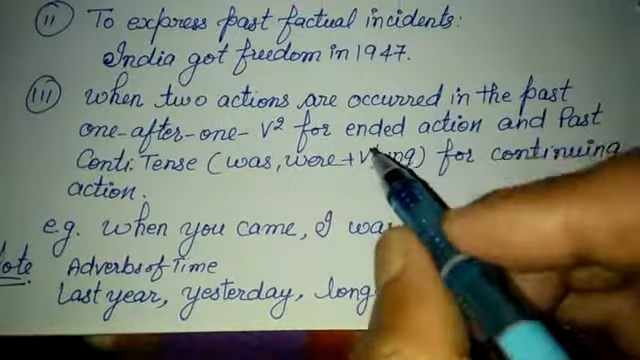 (ii) To express past factual incidents:
India got freedom in 1947.
(iii) When two actions are occurred in the past
one-after-one- V² for ended action and Past
Conti. Tense (was, were + ) for continuing
action.
e.g. When you came, I
Note Adverbs of Time
Last year, yesterday, long